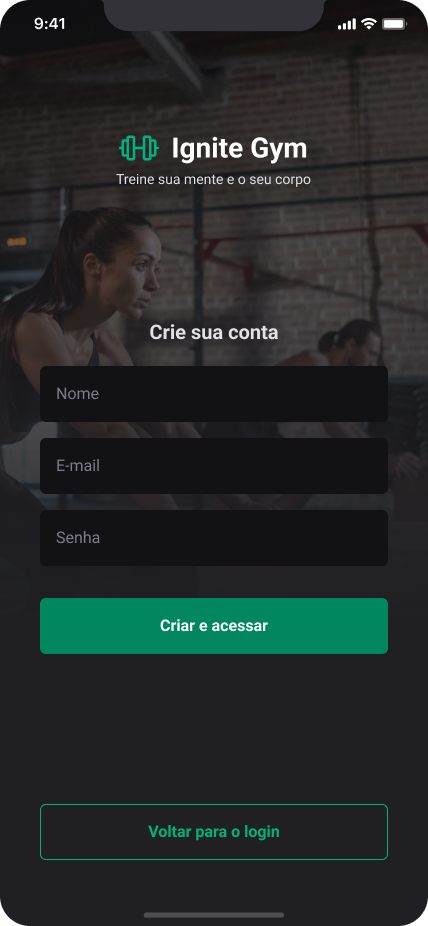 9:41
Ignite Gym
Treine sua mente e o seu corpo
Crie sua conta
Nome
E-mail
Senha
Criar e acessar
Voltar para o login